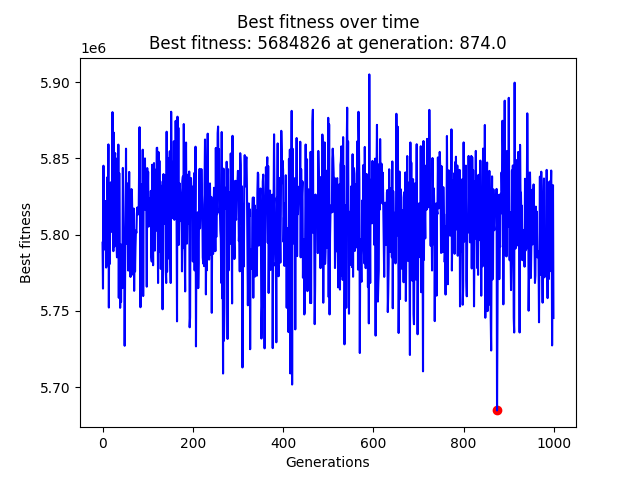 Best fitness over time
Best fitness: 5684826 at generation: 874.0
1e6
5.90
5.85
5.80
5.75
5.70
Best fitness
0 200 400 600 800 1000
Generations